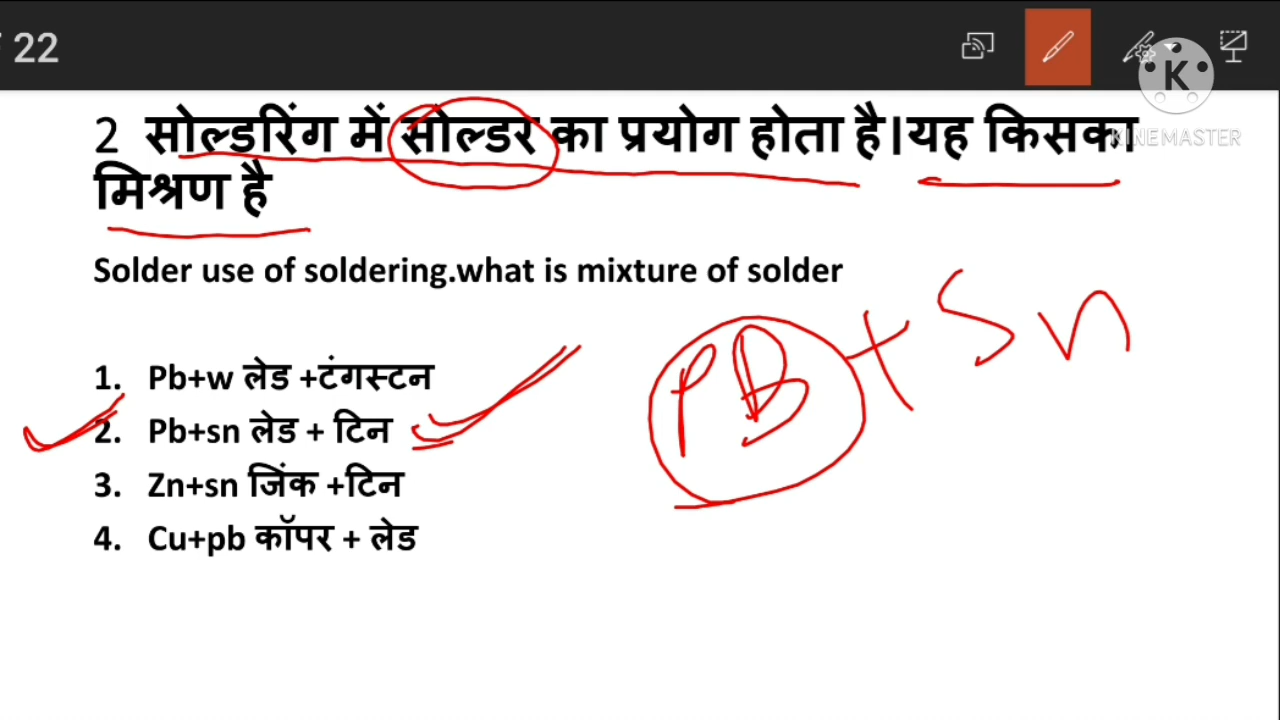 22
K
KINEMASTER
2 सोल्डरिंग में सोल्डर का प्रयोग होता है।यह किसका
मिश्रण है
Solder use of soldering.what is mixture of solder
PB + Sn
1. Pb+w लेड +टंगस्टन
2. Pb+sn लेड + टिन
3. Zn+sn जिंक +टिन
4. Cu+pb कॉपर + लेड